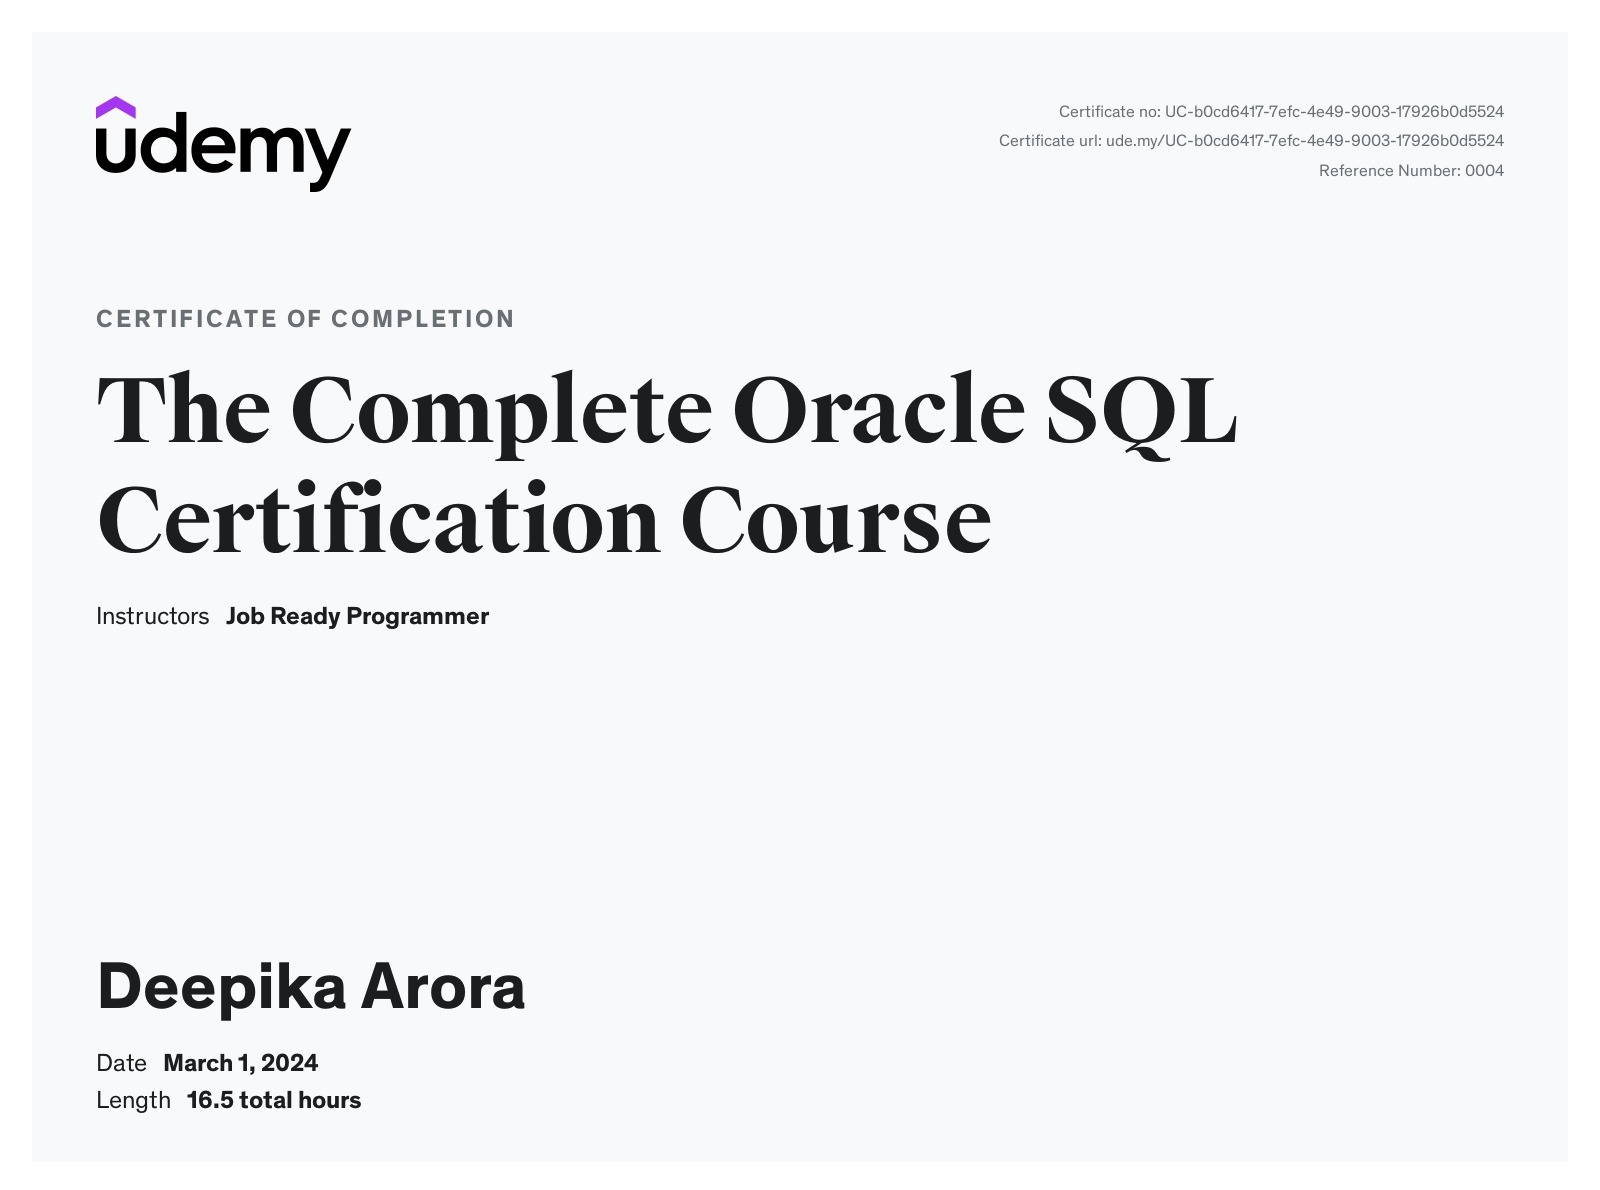 udemy
Certificate no: UC-b0cd6417-7efc-4e49-9003-17926b0d5524
Certificate url: ude.my/UC-b0cd6417-7efc-4e49-9003-17926b0d5524
Reference Number: 0004
CERTIFICATE OF COMPLETION
The Complete Oracle SQL
Certification Course
Instructors Job Ready Programmer
Deepika Arora
Date March 1, 2024
Length 16.5 total hours